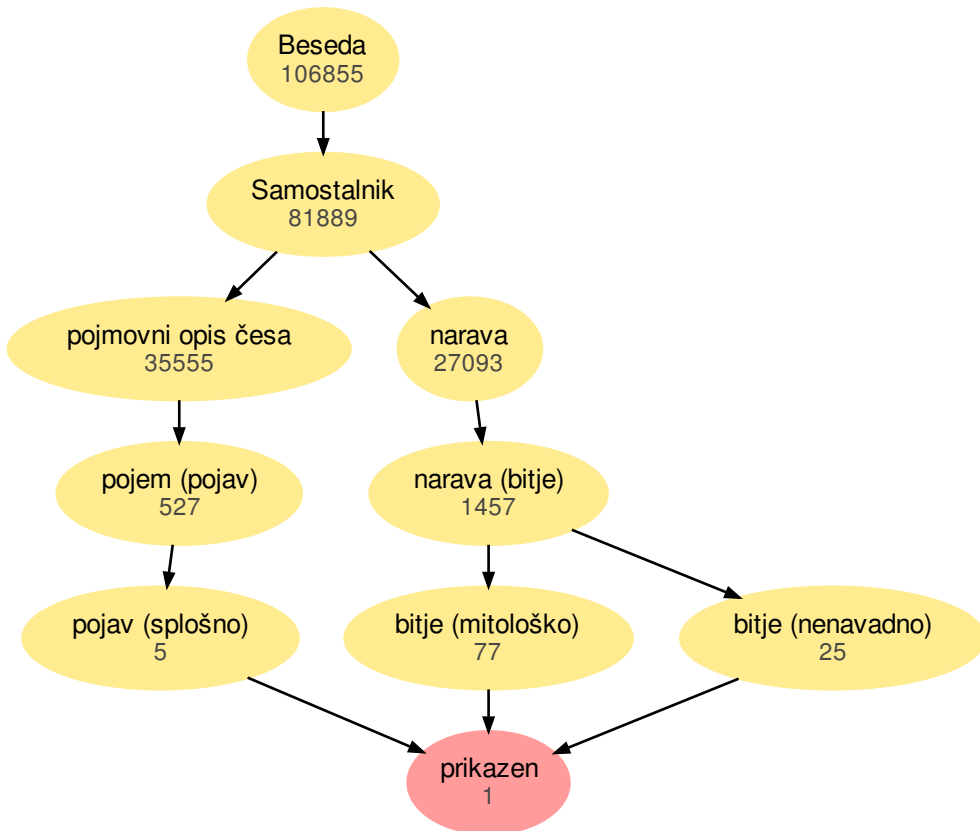 Beseda
106855
Samostalnik
81889
pojmovni opis česa
35555
narava
27093
pojem (pojav)
527
narava (bitje)
1457
pojav (splošno)
5
bitje (mitološko)
77
bitje (nenavadno)
25
prikazen
1